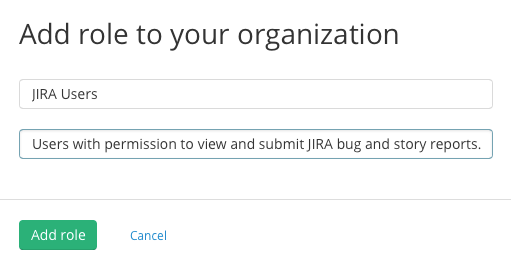 Add role to your organization
JIRA Users
Users with permission to view and submit JIRA bug and story reports.
Add role
Cancel